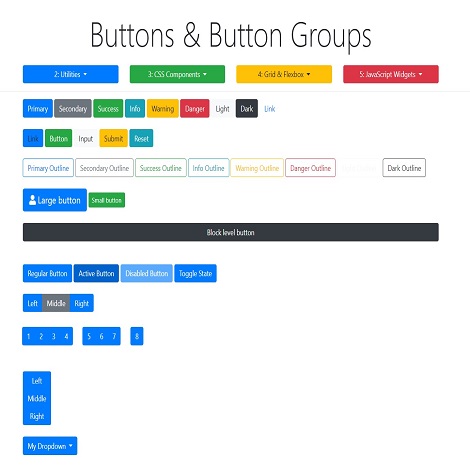 Buttons & Button Groups
2: Utilities 3: CSS Components 4: Grid & Flexbox 5: JavaScript Widgets
Primary Secondary Success Info Warning Danger Light Dark Link
Link Button Input Submit Reset
Primary Outline Secondary Outline Success Outline Info Outline Warning Outline Danger Outline Dark Outline
Large button Small button
Block level button
Regular Button Active Button Disabled Button Toggle State
Left Middle Right
1 2 3 4 5 6 7 8
Left
Middle
Right
My Dropdown